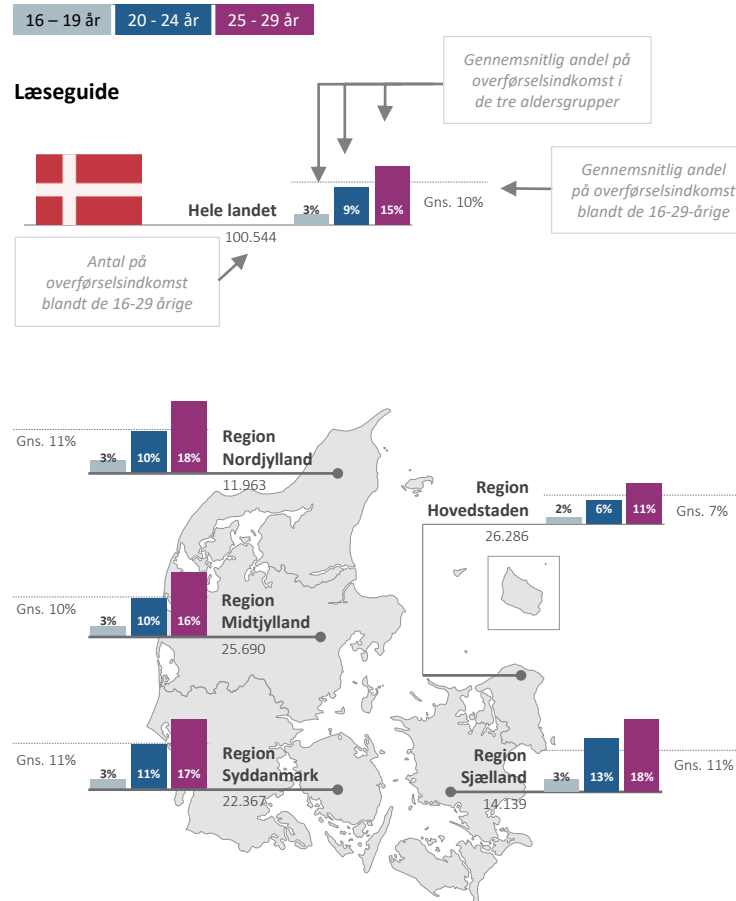 16 – 19 år
20 - 24 år
25 - 29 år
Læseguide
Gennemsnitlig andel på
overførselsindkomst i
de tre aldersgrupper
Gennemsnitlig andel
på overførselsindkomst
blandt de 16-29-årige
Hele landet
3%
9%
15%
Gns. 10%
100.544
Antal på
overførselsindkomst
blandt de 16-29 årige
Gns. 11%
3%
10%
18%
Region
Nordjylland
11.963
Region
Hovedstaden
26.286
2%
6%
11%
Gns. 7%
Gns. 10%
3%
10%
16%
Region
Midtjylland
25.690
Gns. 11%
3%
11%
17%
Region
Syddanmark
22.367
Region
Sjælland
14.139
3%
13%
18%
Gns. 11%